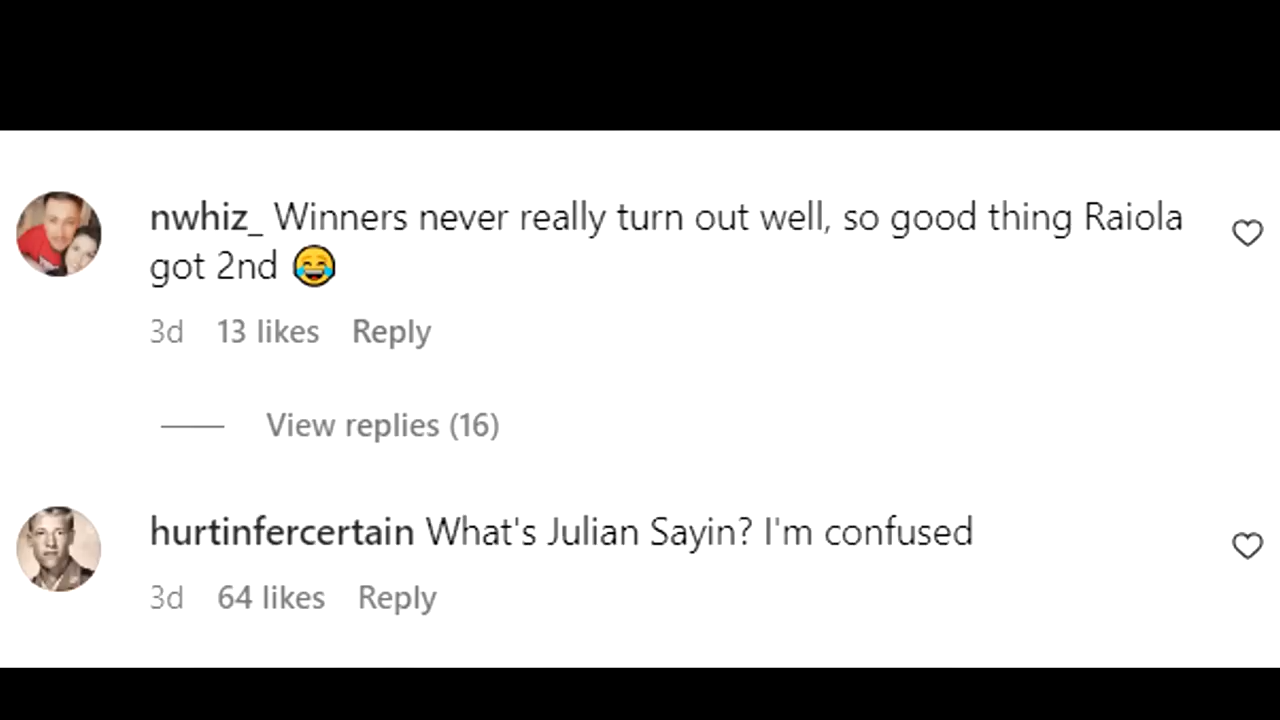 nwhiz_ Winners never really turn out well, so good thing Raiola
got 2nd 😂
3d 13 likes Reply
View replies (16)
hurtinfercertain What's Julian Sayin? I'm confused
3d 64 likes Reply